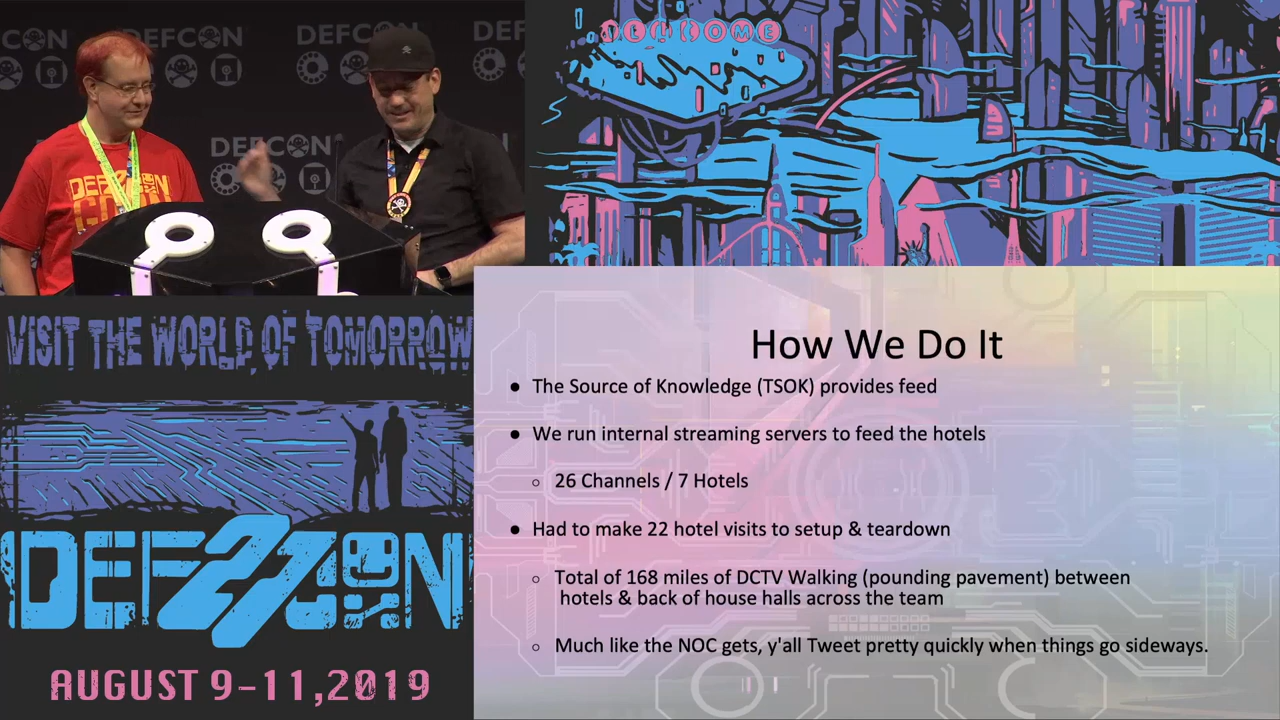 DEFCON
DEFCON
DEFCON
DEFCON
WELCOME
VISIT THE WORLD OF TOMORROW
DEF CON 27
AUGUST 9-11,2019
How We Do It
● The Source of Knowledge (TSOK) provides feed
● We run internal streaming servers to feed the hotels
○ 26 Channels / 7 Hotels
● Had to make 22 hotel visits to setup & teardown
○ Total of 168 miles of DCTV Walking (pounding pavement) between
hotels & back of house halls across the team
○ Much like the NOC gets, y'all Tweet pretty quickly when things go sideways.